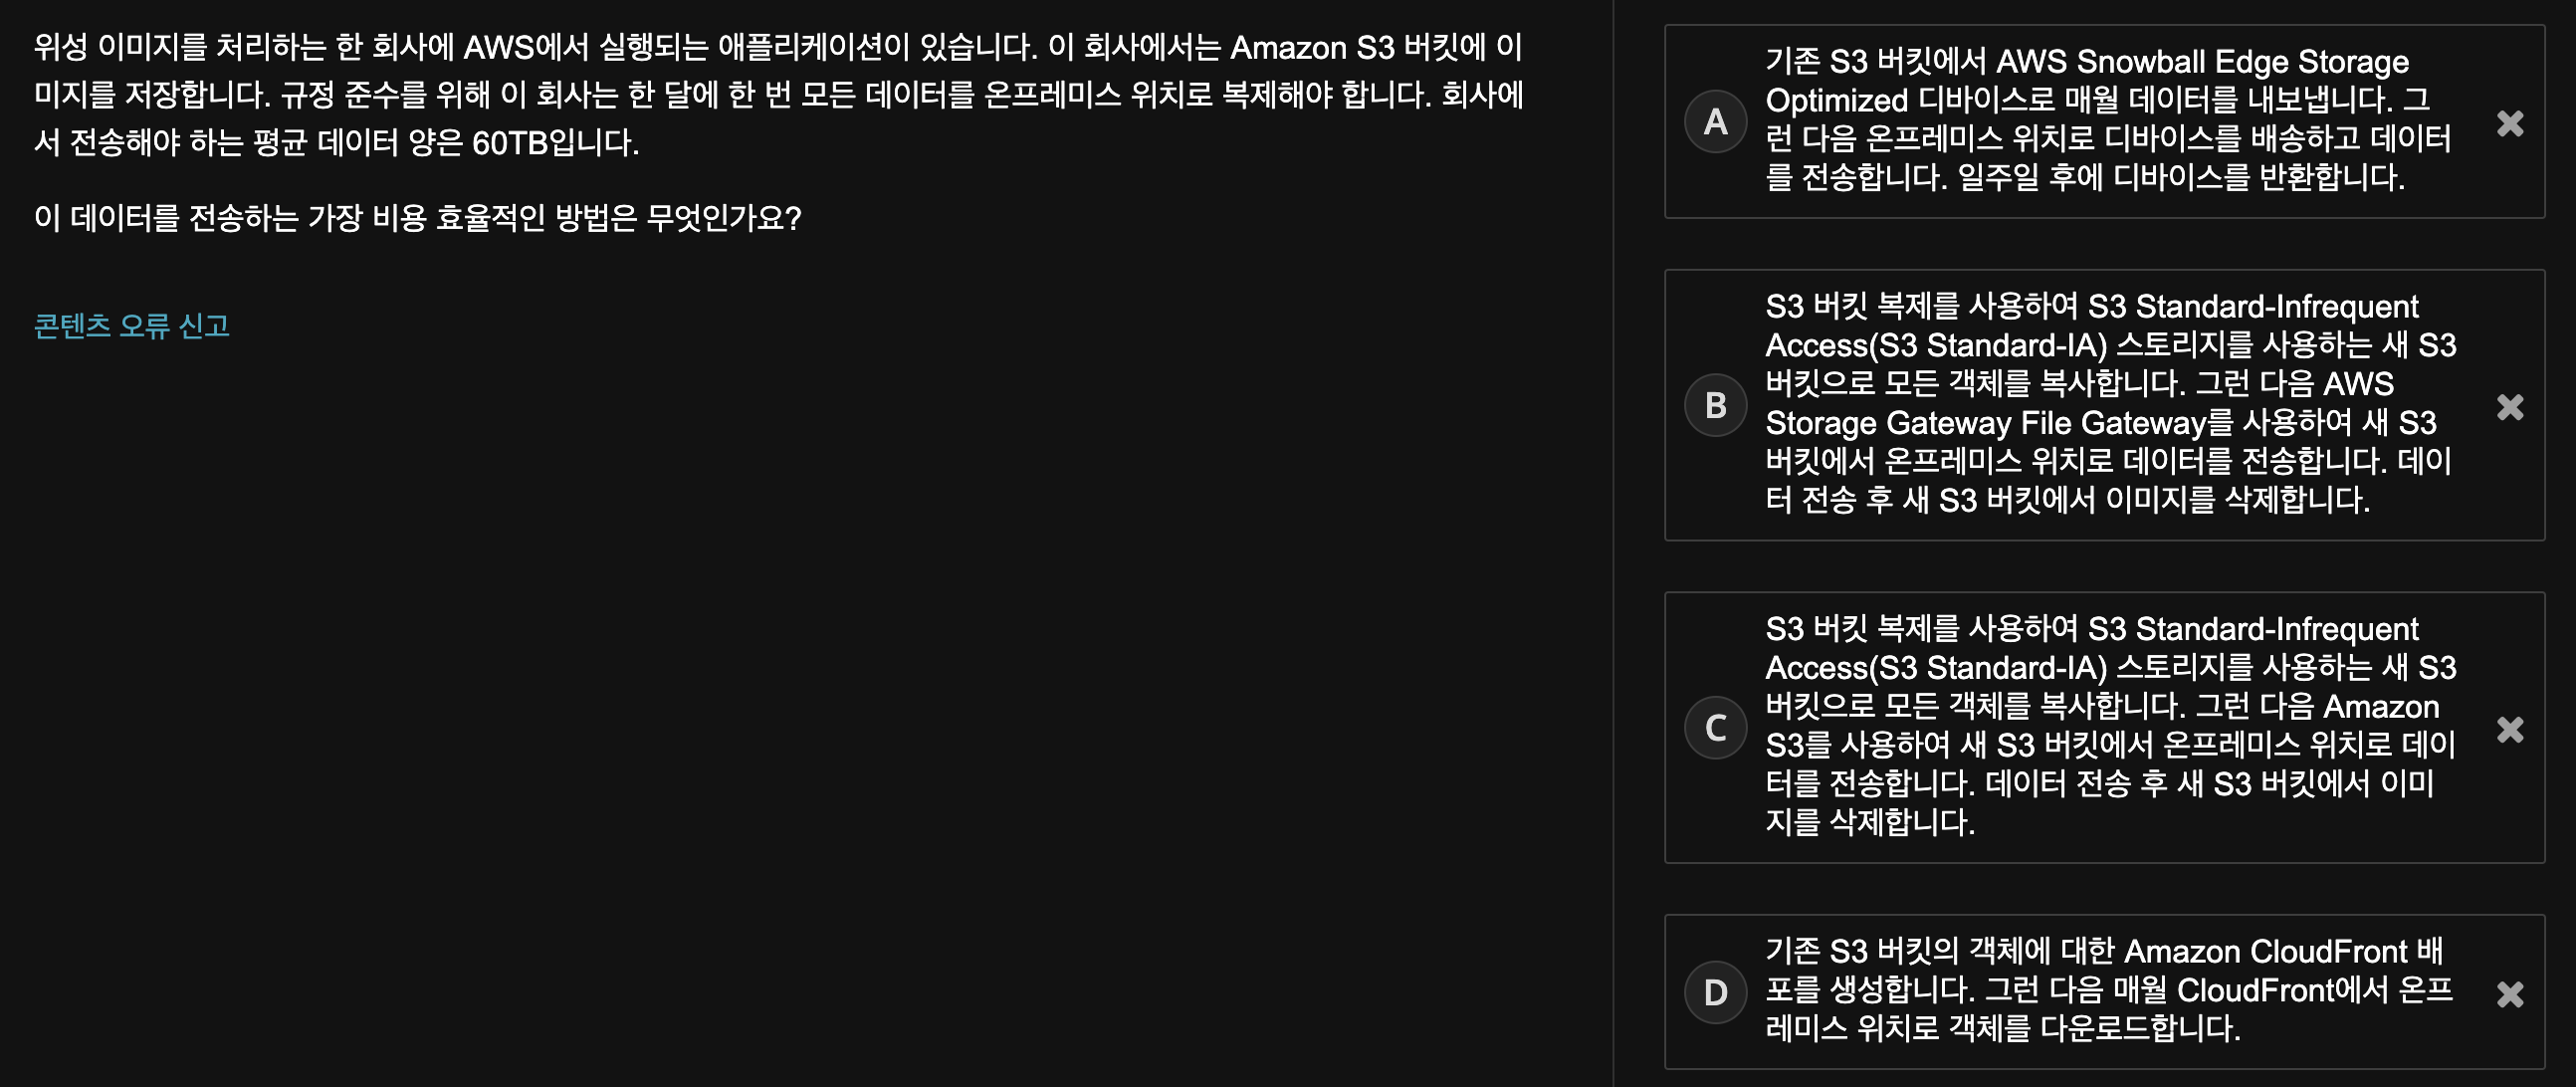 위성 이미지를 처리하는 한 회사에 AWS에서 실행되는 애플리케이션이 있습니다. 이 회사에서는 Amazon S3 버킷에 이
미지를 저장합니다. 규정 준수를 위해 이 회사는 한 달에 한 번 모든 데이터를 온프레미스 위치로 복제해야 합니다. 회사에
서 전송해야 하는 평균 데이터 양은 60TB입니다.
이 데이터를 전송하는 가장 비용 효율적인 방법은 무엇인가요?
콘텐츠 오류 신고
A
기존 S3 버킷에서 AWS Snowball Edge Storage
Optimized 디바이스로 매월 데이터를 내보냅니다. 그
런 다음 온프레미스 위치로 디바이스를 배송하고 데이터
를 전송합니다. 일주일 후에 디바이스를 반환합니다.
B
S3 버킷 복제를 사용하여 S3 Standard-Infrequent
Access(S3 Standard-IA) 스토리지를 사용하는 새 S3
버킷으로 모든 객체를 복사합니다. 그런 다음 AWS
Storage Gateway File Gateway를 사용하여 새 S3
버킷에서 온프레미스 위치로 데이터를 전송합니다. 데이
터 전송 후 새 S3 버킷에서 이미지를 삭제합니다.
C
S3 버킷 복제를 사용하여 S3 Standard-Infrequent
Access(S3 Standard-IA) 스토리지를 사용하는 새 S3
버킷으로 모든 객체를 복사합니다. 그런 다음 Amazon
S3를 사용하여 새 S3 버킷에서 온프레미스 위치로 데이
터를 전송합니다. 데이터 전송 후 새 S3 버킷에서 이미
지를 삭제합니다.
D
기존 S3 버킷의 객체에 대한 Amazon CloudFront 배
포를 생성합니다. 그런 다음 매월 CloudFront에서 온프
레미스 위치로 객체를 다운로드합니다.